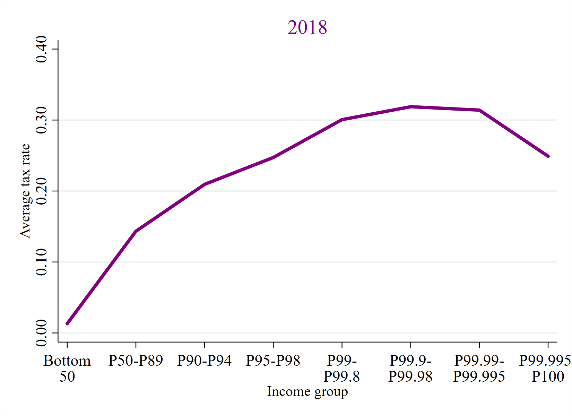 2018
Average tax rate
0.40
0.30
0.20
0.10
0.00
Bottom 50
P50-P89
P90-P94
P95-P98
P99-
P99.8
P99.9-
P99.98
P99.99-
P99.995
P99.995
P100
Income group